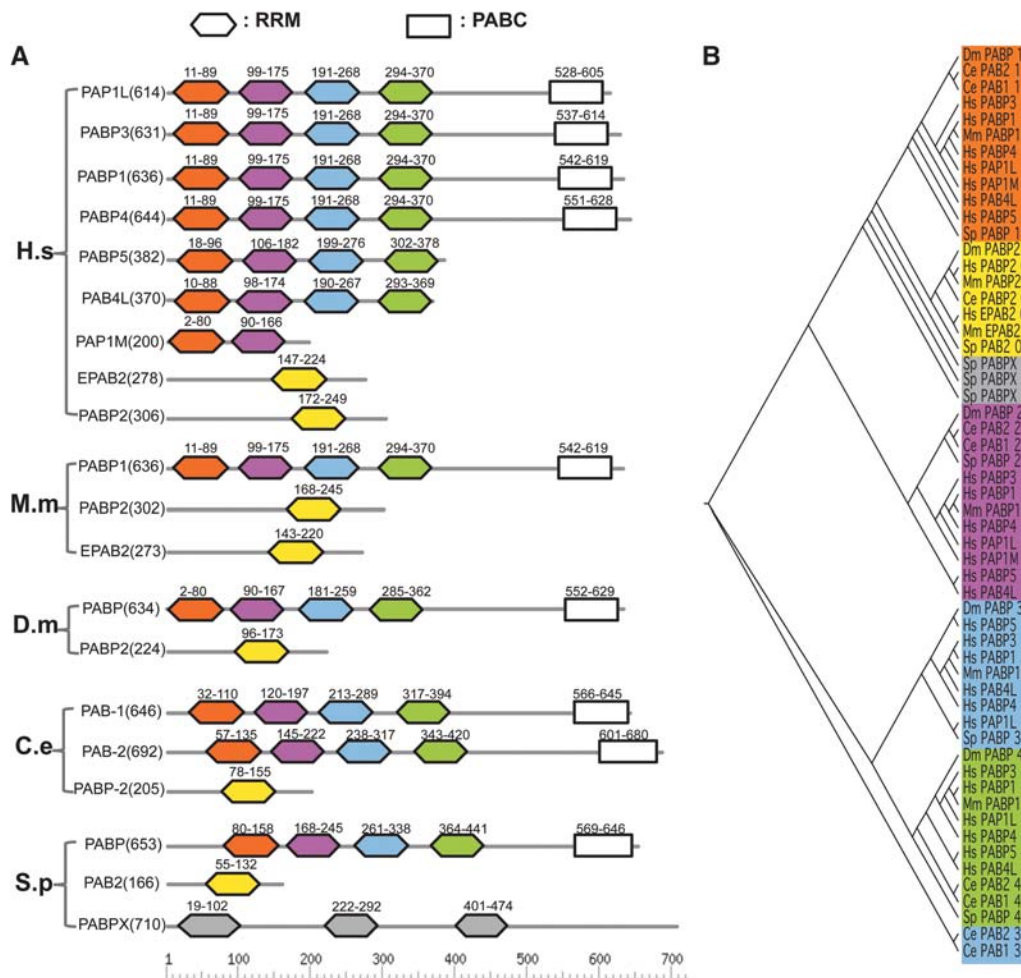 : RRM : PABC
A
B
H.s
PAP1L(614) 11-89 99-175 191-268 294-370 528-605
PABP3(631) 11-89 99-175 191-268 294-370 537-614
PABP1(636) 11-89 99-175 191-268 294-370 542-619
PABP4(644) 11-89 99-175 191-268 294-370 551-628
PABP5(382) 18-96 106-182 199-276 302-378
PAB4L(370) 10-88 98-174 190-267 293-369
PAP1M(200) 2-80 90-166
EPAB2(278) 147-224
PABP2(306) 172-249
M.m
PABP1(636) 11-89 99-175 191-268 294-370 542-619
PABP2(302) 168-245
EPAB2(273) 143-220
D.m
PABP(634) 2-80 90-167 181-259 285-362 552-629
PABP2(224) 96-173
C.e
PAB-1(646) 32-110 120-197 213-289 317-394 566-645
PAB-2(692) 57-135 145-222 238-317 343-420 601-680
PABP-2(205) 78-155
S.p
PABP(653) 80-158 168-245 261-338 364-441 569-646
PAB2(166) 55-132
PABPX(710) 19-102 222-292 401-474
1 100 200 300 400 500 600 700
Dm PABP 1
Ce PAB2 1
Ce PAB1 1
Hs PABP3
Hs PABP1
Mm PABP1
Hs PABP4
Hs PAP1L
Hs PAP1M
Hs PAB4L
Hs PABP5
Sp PABP 1
Dm PABP2
Hs PABP2
Mm PABP2
Ce PABP2
Hs EPAB2
Mm EPAB2
Sp PAB2 0
Sp PABPX
Sp PABPX
Sp PABPX
Dm PABP 2
Ce PAB2 2
Ce PAB1 2
Sp PABP 2
Hs PABP3
Hs PABP1
Mm PABP1
Hs PABP4
Hs PAP1L
Hs PAP1M
Hs PABP5
Hs PAB4L
Dm PABP 3
Hs PABP5
Hs PABP3
Hs PABP1
Mm PABP1
Hs PAB4L
Hs PABP4
Hs PAP1L
Sp PABP 3
Dm PABP 4
Hs PABP3
Hs PABP1
Mm PABP1
Hs PAP1L
Hs PABP4
Hs PABP5
Hs PAB4L
Ce PAB2 4
Ce PAB1 4
Sp PABP 4
Ce PAB2 3
Ce PAB1 3